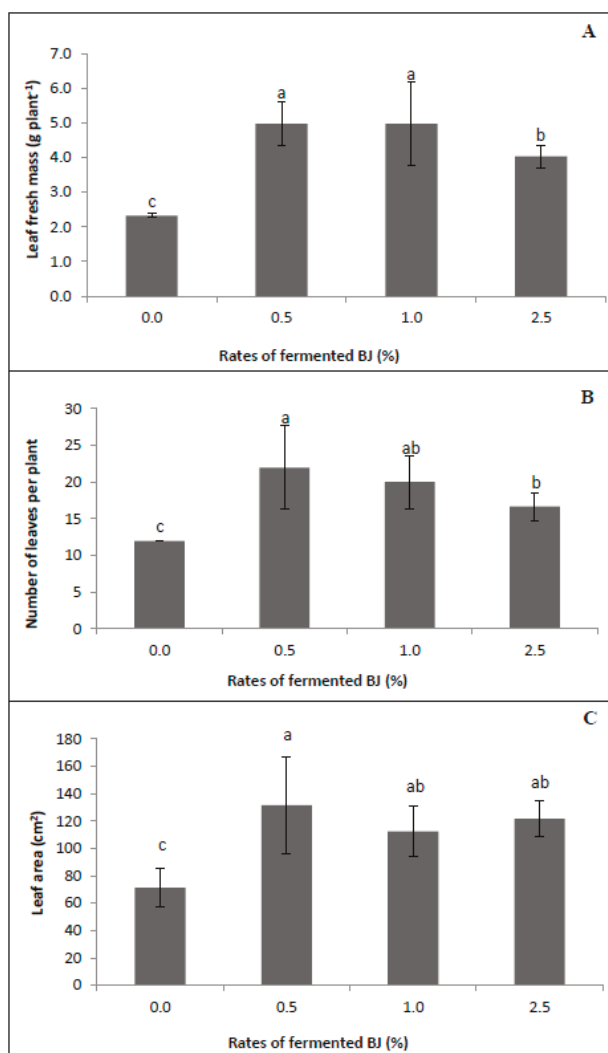 A
Leaf fresh mass (g plant⁻¹)
7.0
6.0
5.0
4.0
3.0
2.0
1.0
0.0
c
a
a
b
0.0 0.5 1.0 2.5
Rates of fermented BJ (%)
B
Number of leaves per plant
30
25
20
15
10
5
0
c
a
ab
b
0.0 0.5 1.0 2.5
Rates of fermented BJ (%)
C
Leaf area (cm²)
180
160
140
120
100
80
60
40
20
0
c
a
ab
ab
0.0 0.5 1.0 2.5
Rates of fermented BJ (%)